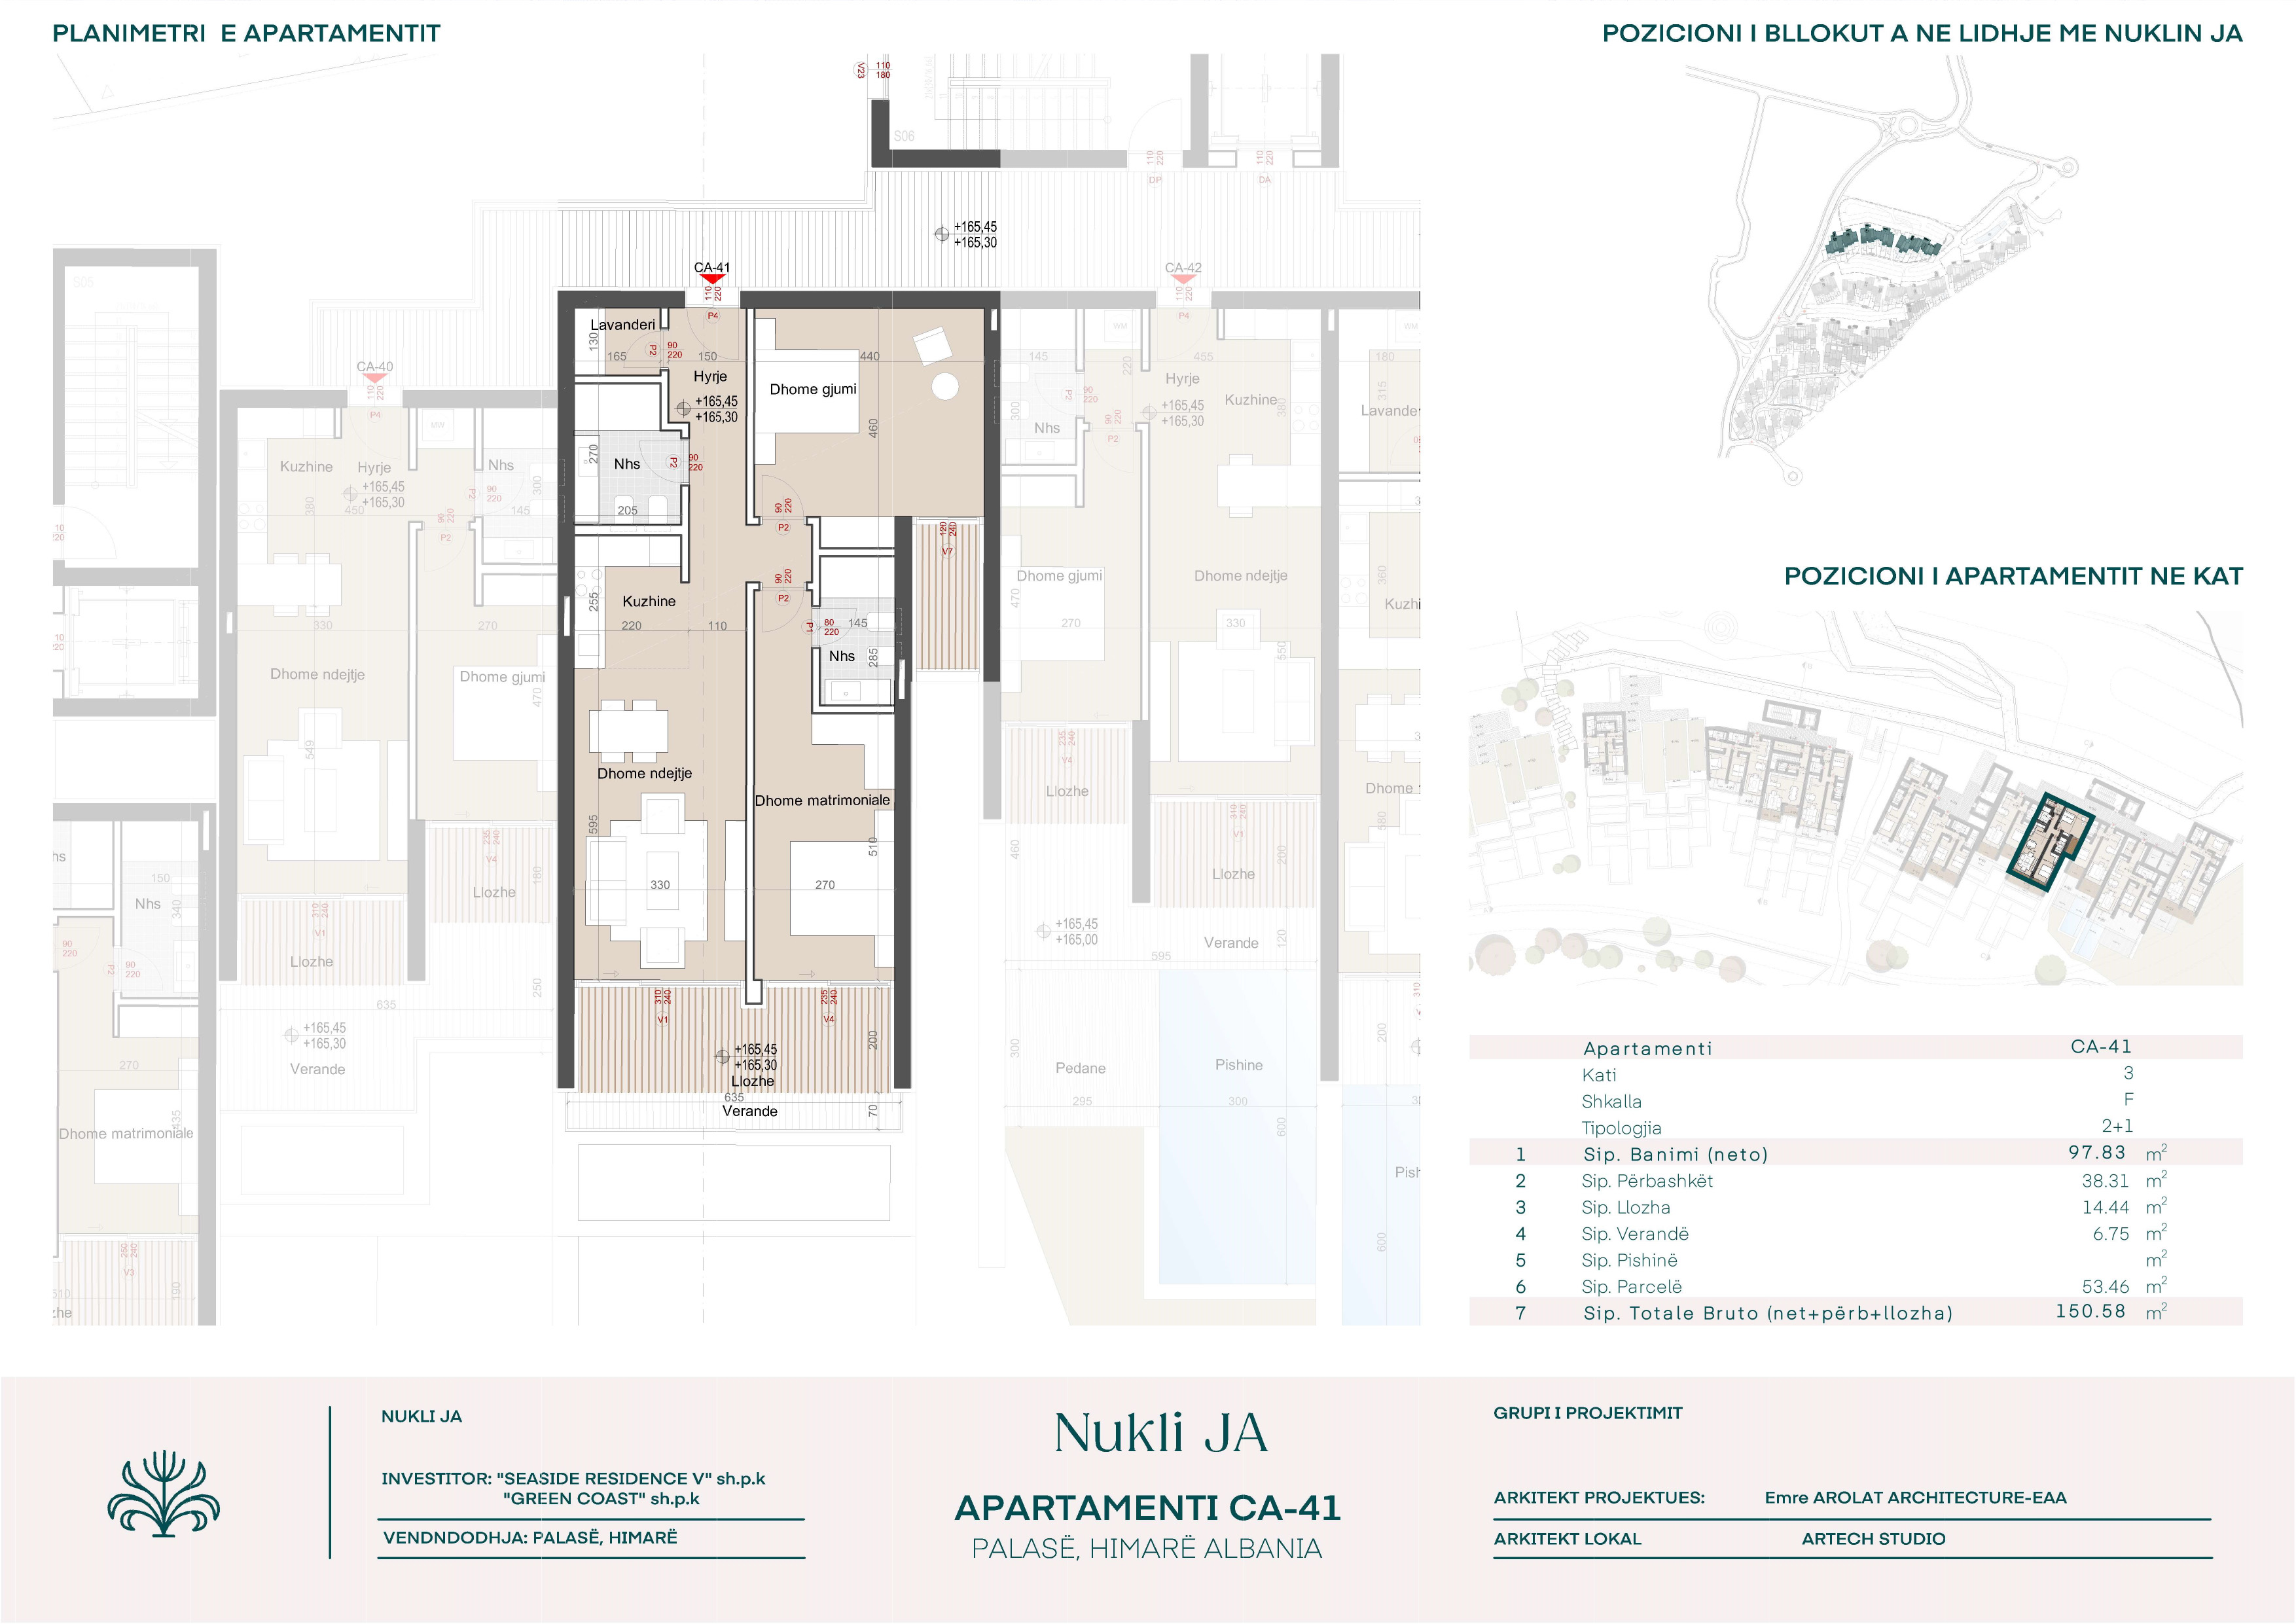 PLANIMETRI E APARTAMENTIT
POZICIONI I BLLOKUT A NE LIDHJE ME NUKLIN JA
POZICIONI I APARTAMENTIT NE KAT
V23
110
180
S06
110
220
DP
110
220
DA
+165,45
+165,30
S05
CA-41
110
220
P4
CA-42
110
220
P4
CA-40
110
220
P4
Lavanderi
130
165
P2
90
220
150
Hyrje
+165,45
+165,30
440
Dhome gjumi
460
270
Nhs
P2
90
220
205
90
220
P2
120
240
V7
90
220
P2
Kuzhine
255
220
110
P1
80
220
145
Nhs
285
Dhome ndejtje
595
330
Dhome matrimoniale
510
270
310
240
V1
235
240
V4
+165,45
+165,30
Llozhe
200
635
Verande
70
MW
Kuzhine
Hyrje
+165,45
+165,30
380
450
Nhs
P2
90
220
300
145
90
220
P2
330
270
Dhome ndejtje
Dhome gjumi
470
549
235
240
V4
180
Llozhe
310
240
V1
Llozhe
250
635
+165,45
+165,30
Verande
150
Nhs
340
90
220
P2
90
220
270
Dhome matrimoniale
435
250
240
V3
190
WM
145
300
Nhs
P2
90
220
90
220
P2
220
455
Hyrje
+165,45
+165,30
Kuzhine
380
Dhome gjumi
470
270
Dhome ndejtje
330
550
235
240
V4
Llozhe
460
310
240
V3
200
Llozhe
+165,45
+165,00
Verande
120
595
300
Pedane
Pishine
295
300
600
WM
180
315
Lavande
360
Kuzhi
Dhome
580
310
240
200
Pish
600
Apartamenti CA-41
Kati 3
Shkalla F
Tipologjia 2+1
1 Sip. Banimi (neto) 97.83 m²
2 Sip. Përbashkët 38.31 m²
3 Sip. Llozha 14.44 m²
4 Sip. Verandë 6.75 m²
5 Sip. Pishinë m²
6 Sip. Parcelë 53.46 m²
7 Sip. Totale Bruto (net+përb+llozha) 150.58 m²
NUKLI JA
INVESTITOR: "SEASIDE RESIDENCE V" sh.p.k
"GREEN COAST" sh.p.k
VENDNDODHJA: PALASË, HIMARË
Nukli JA
APARTAMENTI CA-41
PALASË, HIMARË ALBANIA
GRUPI I PROJEKTIMIT
ARKITEKT PROJEKTUES: Emre AROLAT ARCHITECTURE-EAA
ARKITEKT LOKAL ARTECH STUDIO